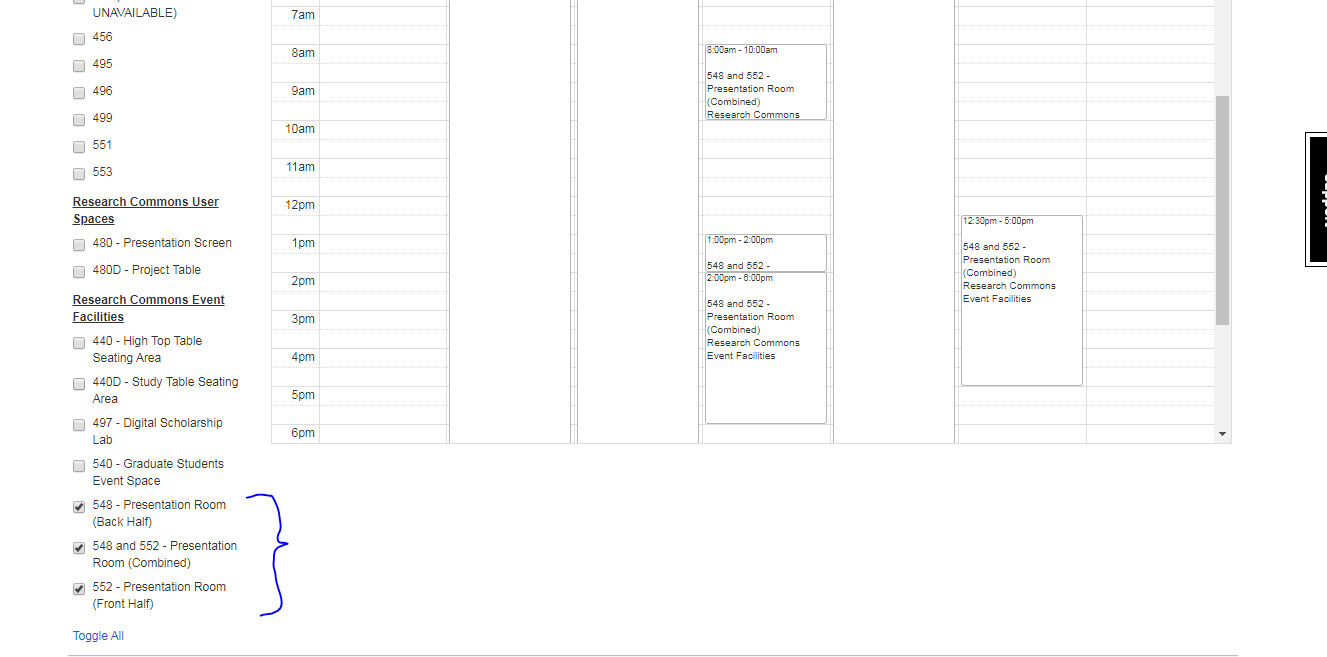 UNAVAILABLE)
456
495
496
499
551
553
Research Commons User
Spaces
480 - Presentation Screen
480D - Project Table
Research Commons Event
Facilities
440 - High Top Table
Seating Area
440D - Study Table Seating
Area
497 - Digital Scholarship
Lab
540 - Graduate Students
Event Space
548 - Presentation Room
(Back Half)
548 and 552 - Presentation
Room (Combined)
552 - Presentation Room
(Front Half)
Toggle All
7am
8am
9am
10am
11am
12pm
1pm
2pm
3pm
4pm
5pm
6pm
8:00am - 10:00am
548 and 552 -
Presentation Room
(Combined)
Research Commons
1:00pm - 2:00pm
548 and 552 -
2:00pm - 6:00pm
548 and 552 -
Presentation Room
(Combined)
Research Commons
Event Facilities
12:30pm - 5:00pm
548 and 552 -
Presentation Room
(Combined)
Research Commons
Event Facilities